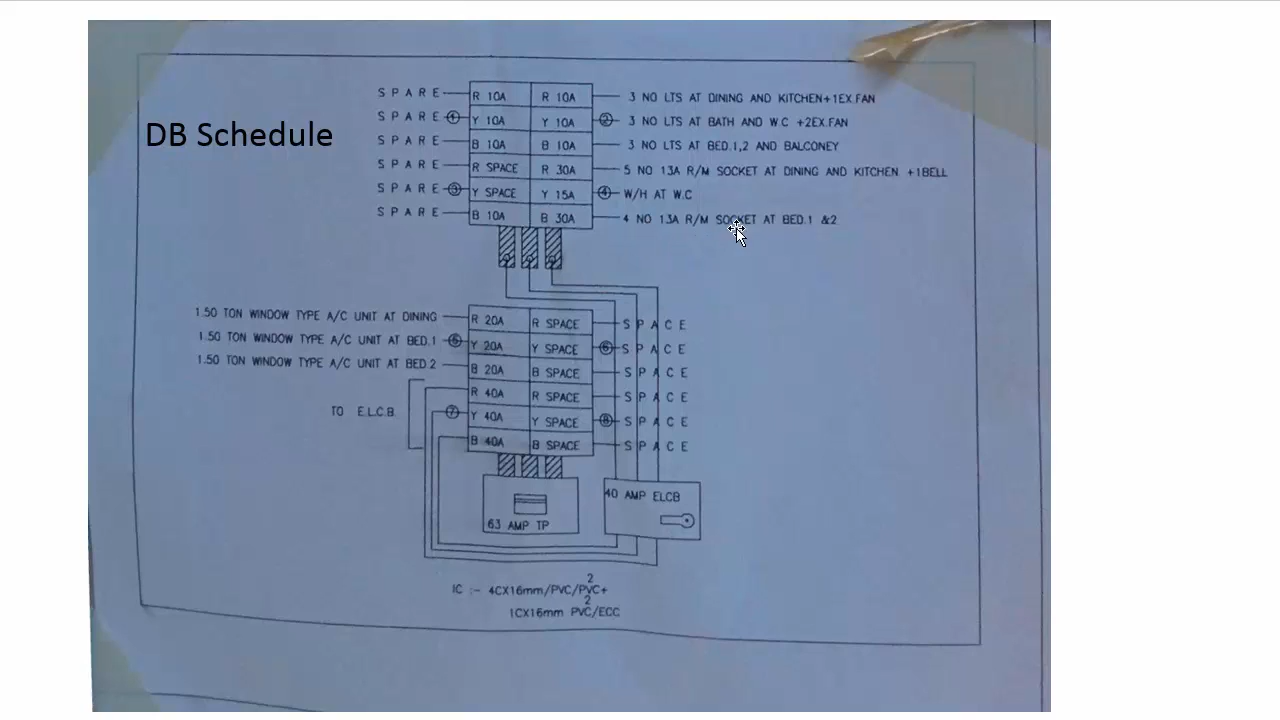 DB Schedule
SPARE R 10A R 10A 3 NO LTS AT DINING AND KITCHEN+1EX.FAN
SPARE 1 Y 10A Y 10A 2 3 NO LTS AT BATH AND W.C +2EX.FAN
SPARE B 10A B 10A 3 NO LTS AT BED.1,2 AND BALCONEY
SPARE R SPACE R 30A 5 NO 13A R/M SOCKET AT DINING AND KITCHEN +1BELL
SPARE 3 Y SPACE Y 15A 4 W/H AT W.C
SPARE B 10A B 30A 4 NO 13A R/M SOCKET AT BED.1 &2
1.50 TON WINDOW TYPE A/C UNIT AT DINING R 20A R SPACE SPACE
1.50 TON WINDOW TYPE A/C UNIT AT BED.1 5 Y 20A Y SPACE 6 SPACE
1.50 TON WINDOW TYPE A/C UNIT AT BED.2 B 20A B SPACE SPACE
R 40A R SPACE SPACE
TO E.L.C.B 7 Y 40A Y SPACE 8 SPACE
B 40A B SPACE SPACE
63 AMP TP
40 AMP ELCB
IC :- 4CX16mm²/PVC/PVC+
1CX16mm² PVC/ECC